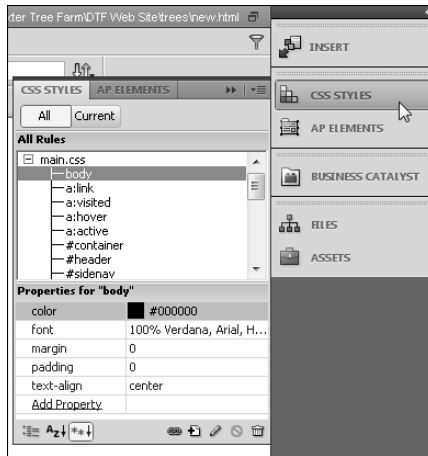 xter Tree Farm\DTF Web Site\trees\new.html
INSERT
CSS STYLES
AP ELEMENTS
BUSINESS CATALYST
FILES
ASSETS
CSS STYLES AP ELEMENTS
All Current
All Rules
main.css
body
a:link
a:visited
a:hover
a:active
#container
#header
#sidenav
Properties for "body"
color #000000
font 100% Verdana, Arial, H...
margin 0
padding 0
text-align center
Add Property